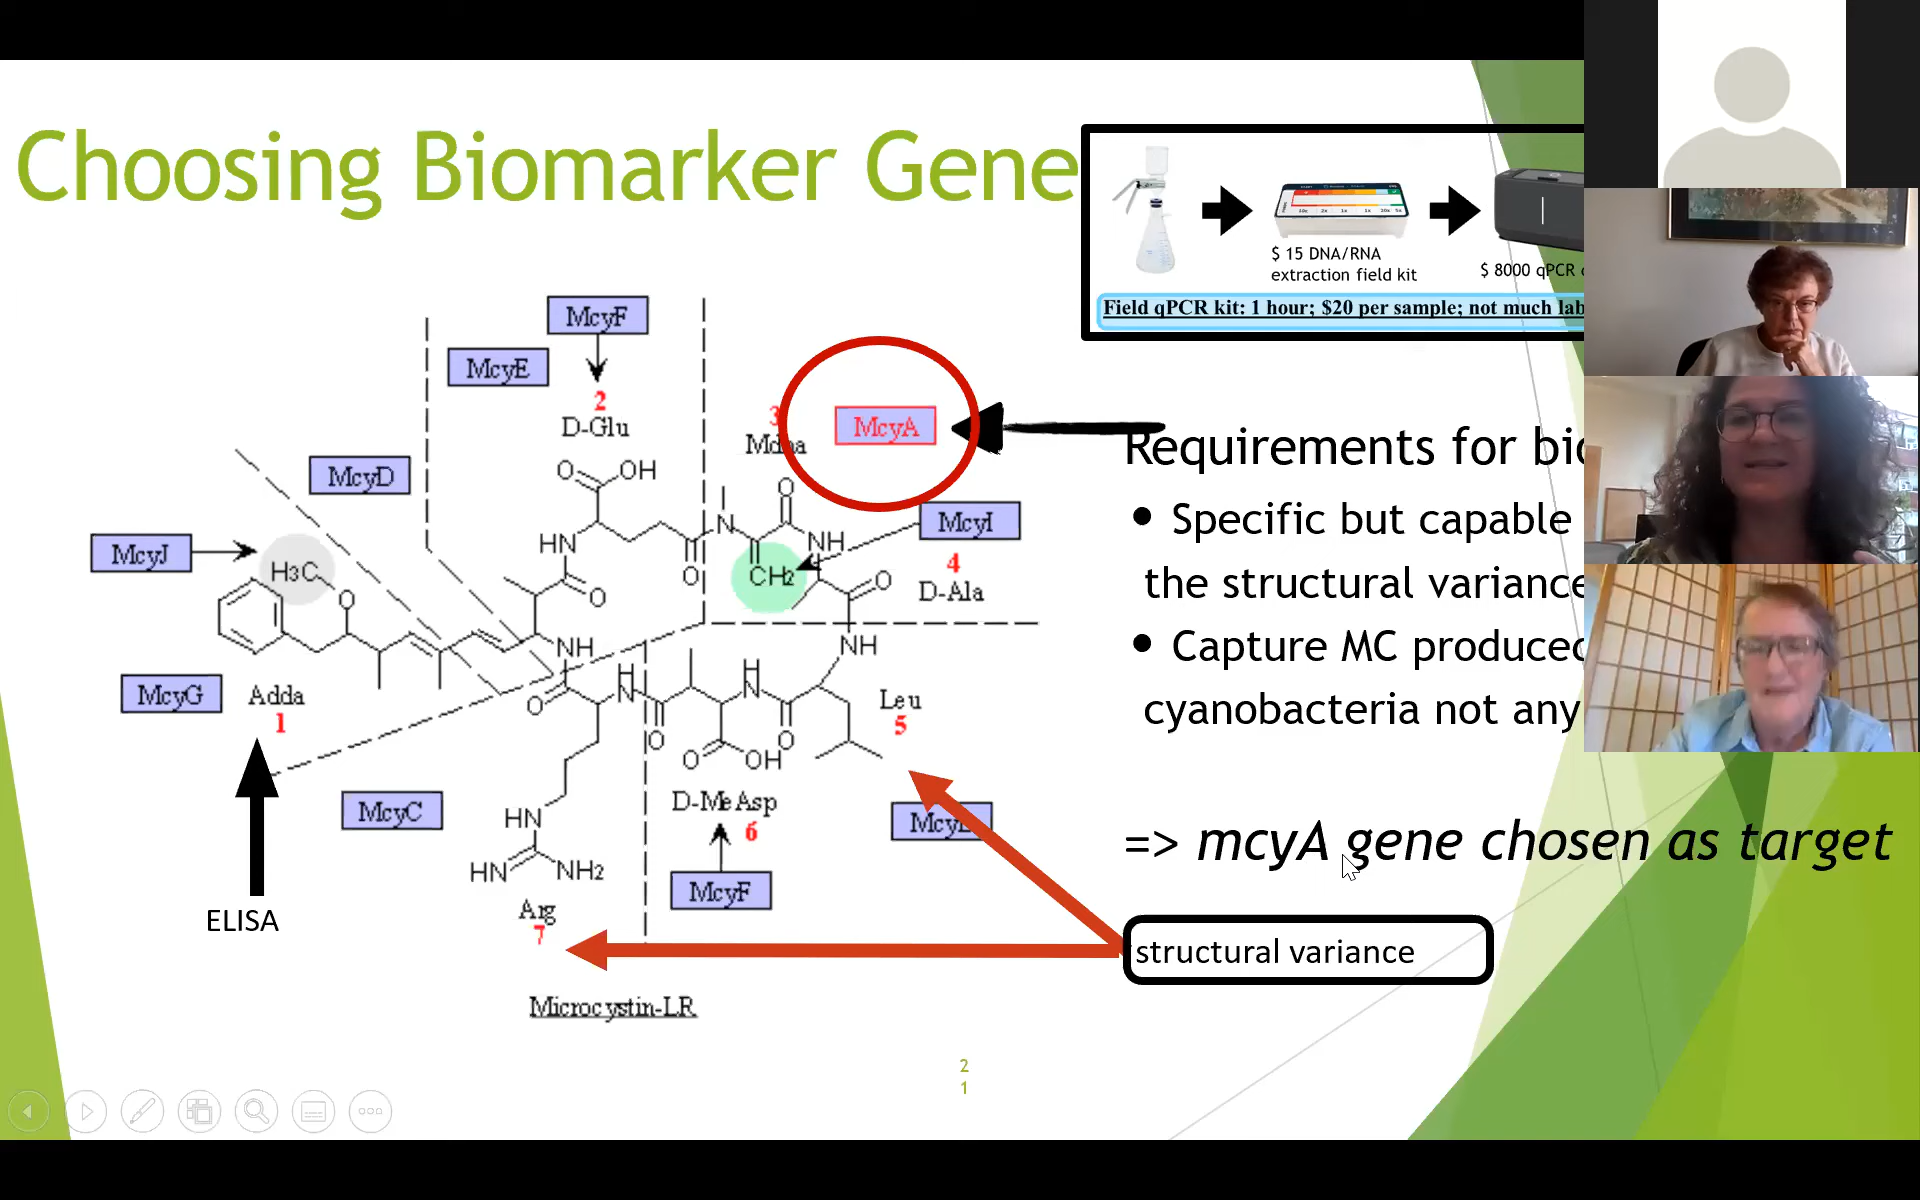 Choosing Biomarker Gene
$ 15 DNA/RNA
extraction field kit
$ 8000 qPCR
Field qPCR kit: 1 hour; $20 per sample; not much lab
McyF
McyE
2
D-Glu
3
McyA
McyD
McyI
4
D-Ala
McyJ
H3C
O
O
OH
N
O
NH
CH2
HN
O
O
O
NH
NH
McyG
Adda
1
O
H
N
H
N
O
O
O
OH
Leu
5
McyC
HN
HN
NH2
Arg
7
D-MeAsp
6
McyF
ELISA
Microcystin-LR
Requirements for
• Specific but capable
the structural variance
• Capture MC produced
cyanobacteria not any
=> mcyA gene chosen as target
structural variance
2
1